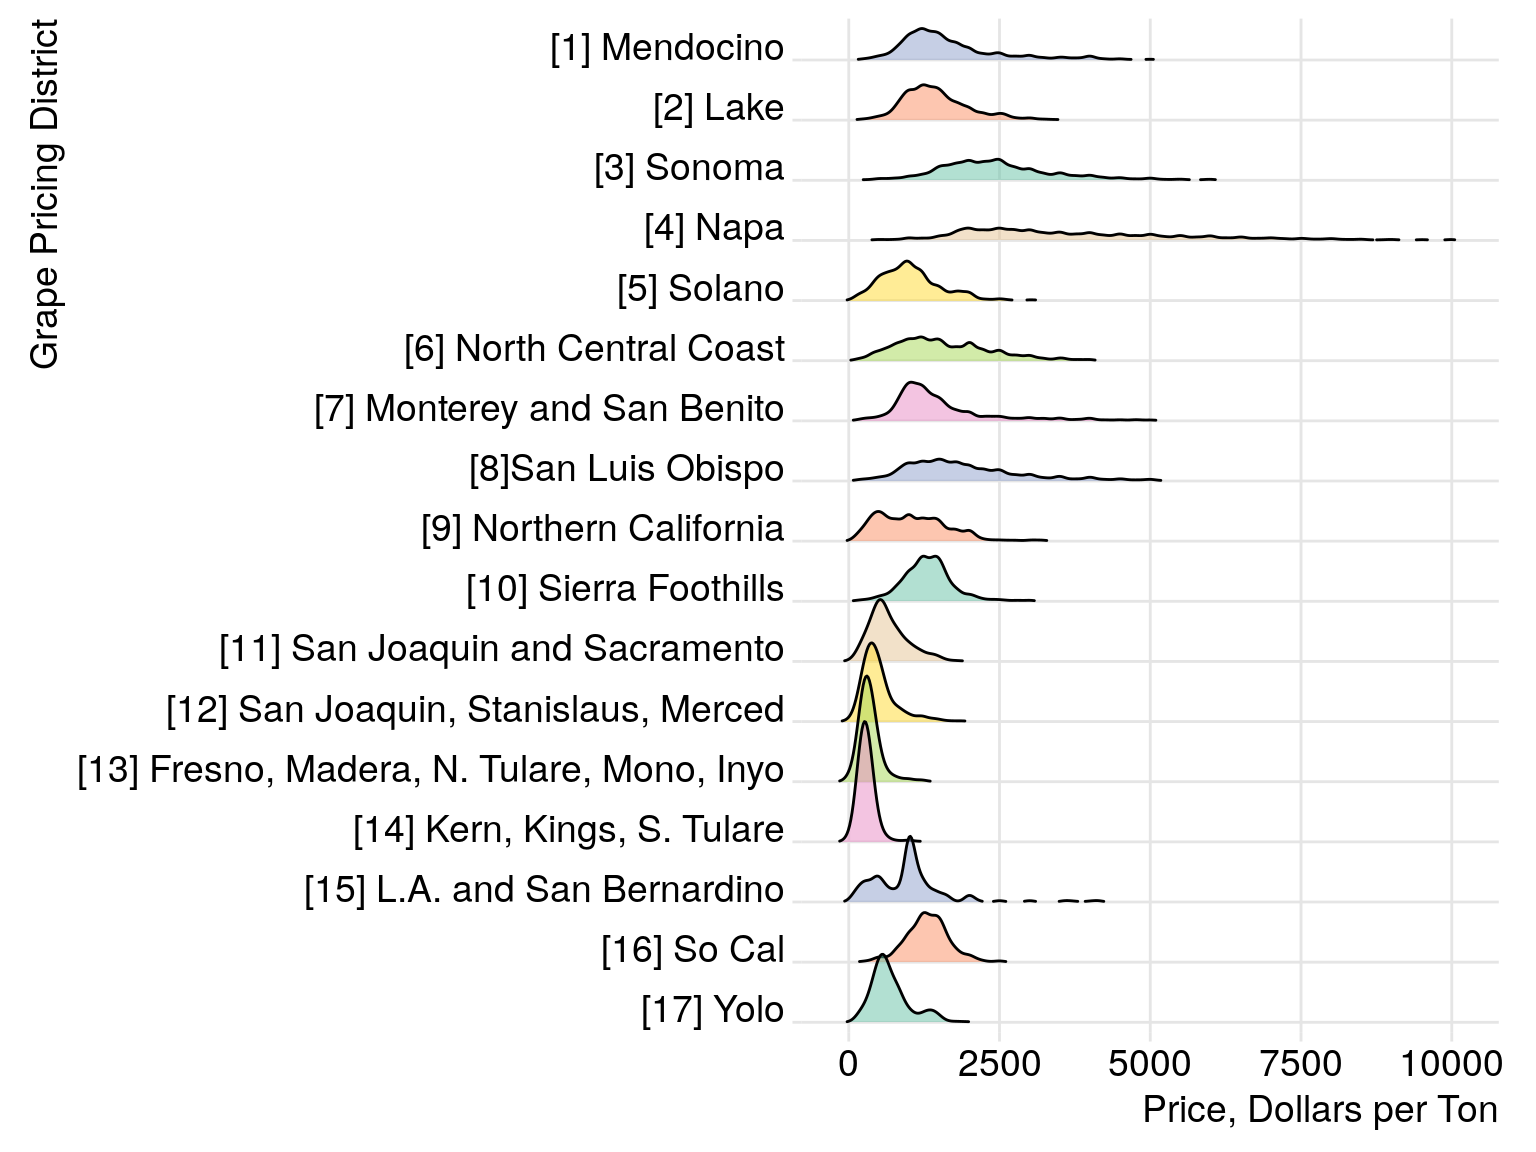 Grape Pricing District
[1] Mendocino
[2] Lake
[3] Sonoma
[4] Napa
[5] Solano
[6] North Central Coast
[7] Monterey and San Benito
[8]San Luis Obispo
[9] Northern California
[10] Sierra Foothills
[11] San Joaquin and Sacramento
[12] San Joaquin, Stanislaus, Merced
[13] Fresno, Madera, N. Tulare, Mono, Inyo
[14] Kern, Kings, S. Tulare
[15] L.A. and San Bernardino
[16] So Cal
[17] Yolo
0 2500 5000 7500 10000
Price, Dollars per Ton